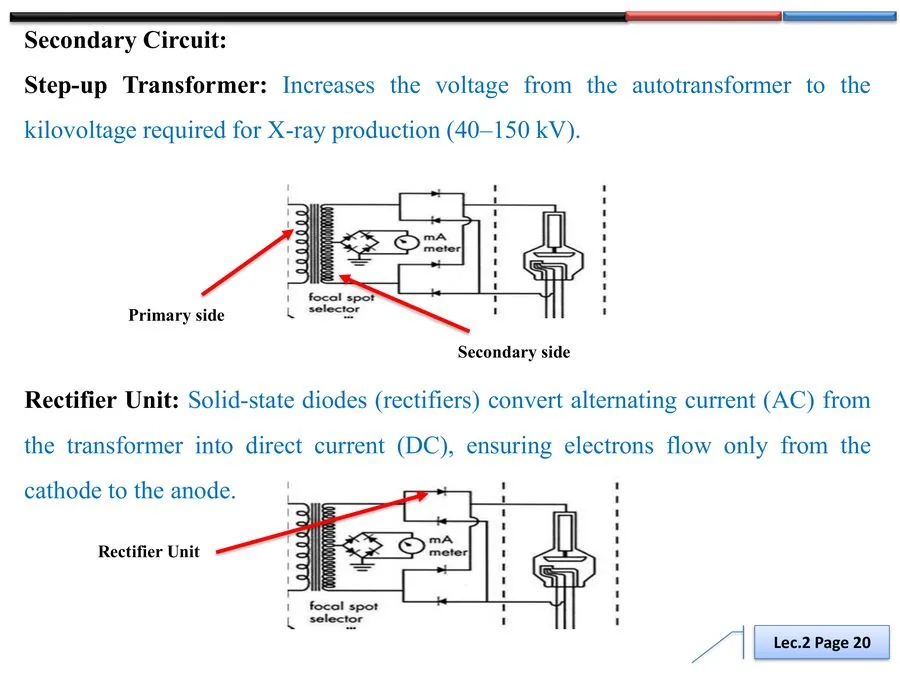 Secondary Circuit:
Step-up Transformer: Increases the voltage from the autotransformer to the
kilovoltage required for X-ray production (40–150 kV).
mA
meter
focal spot
selector
Primary side
Secondary side
Rectifier Unit: Solid-state diodes (rectifiers) convert alternating current (AC) from
the transformer into direct current (DC), ensuring electrons flow only from the
cathode to the anode.
Rectifier Unit
mA
meter
focal spot
selector
Lec.2 Page 20